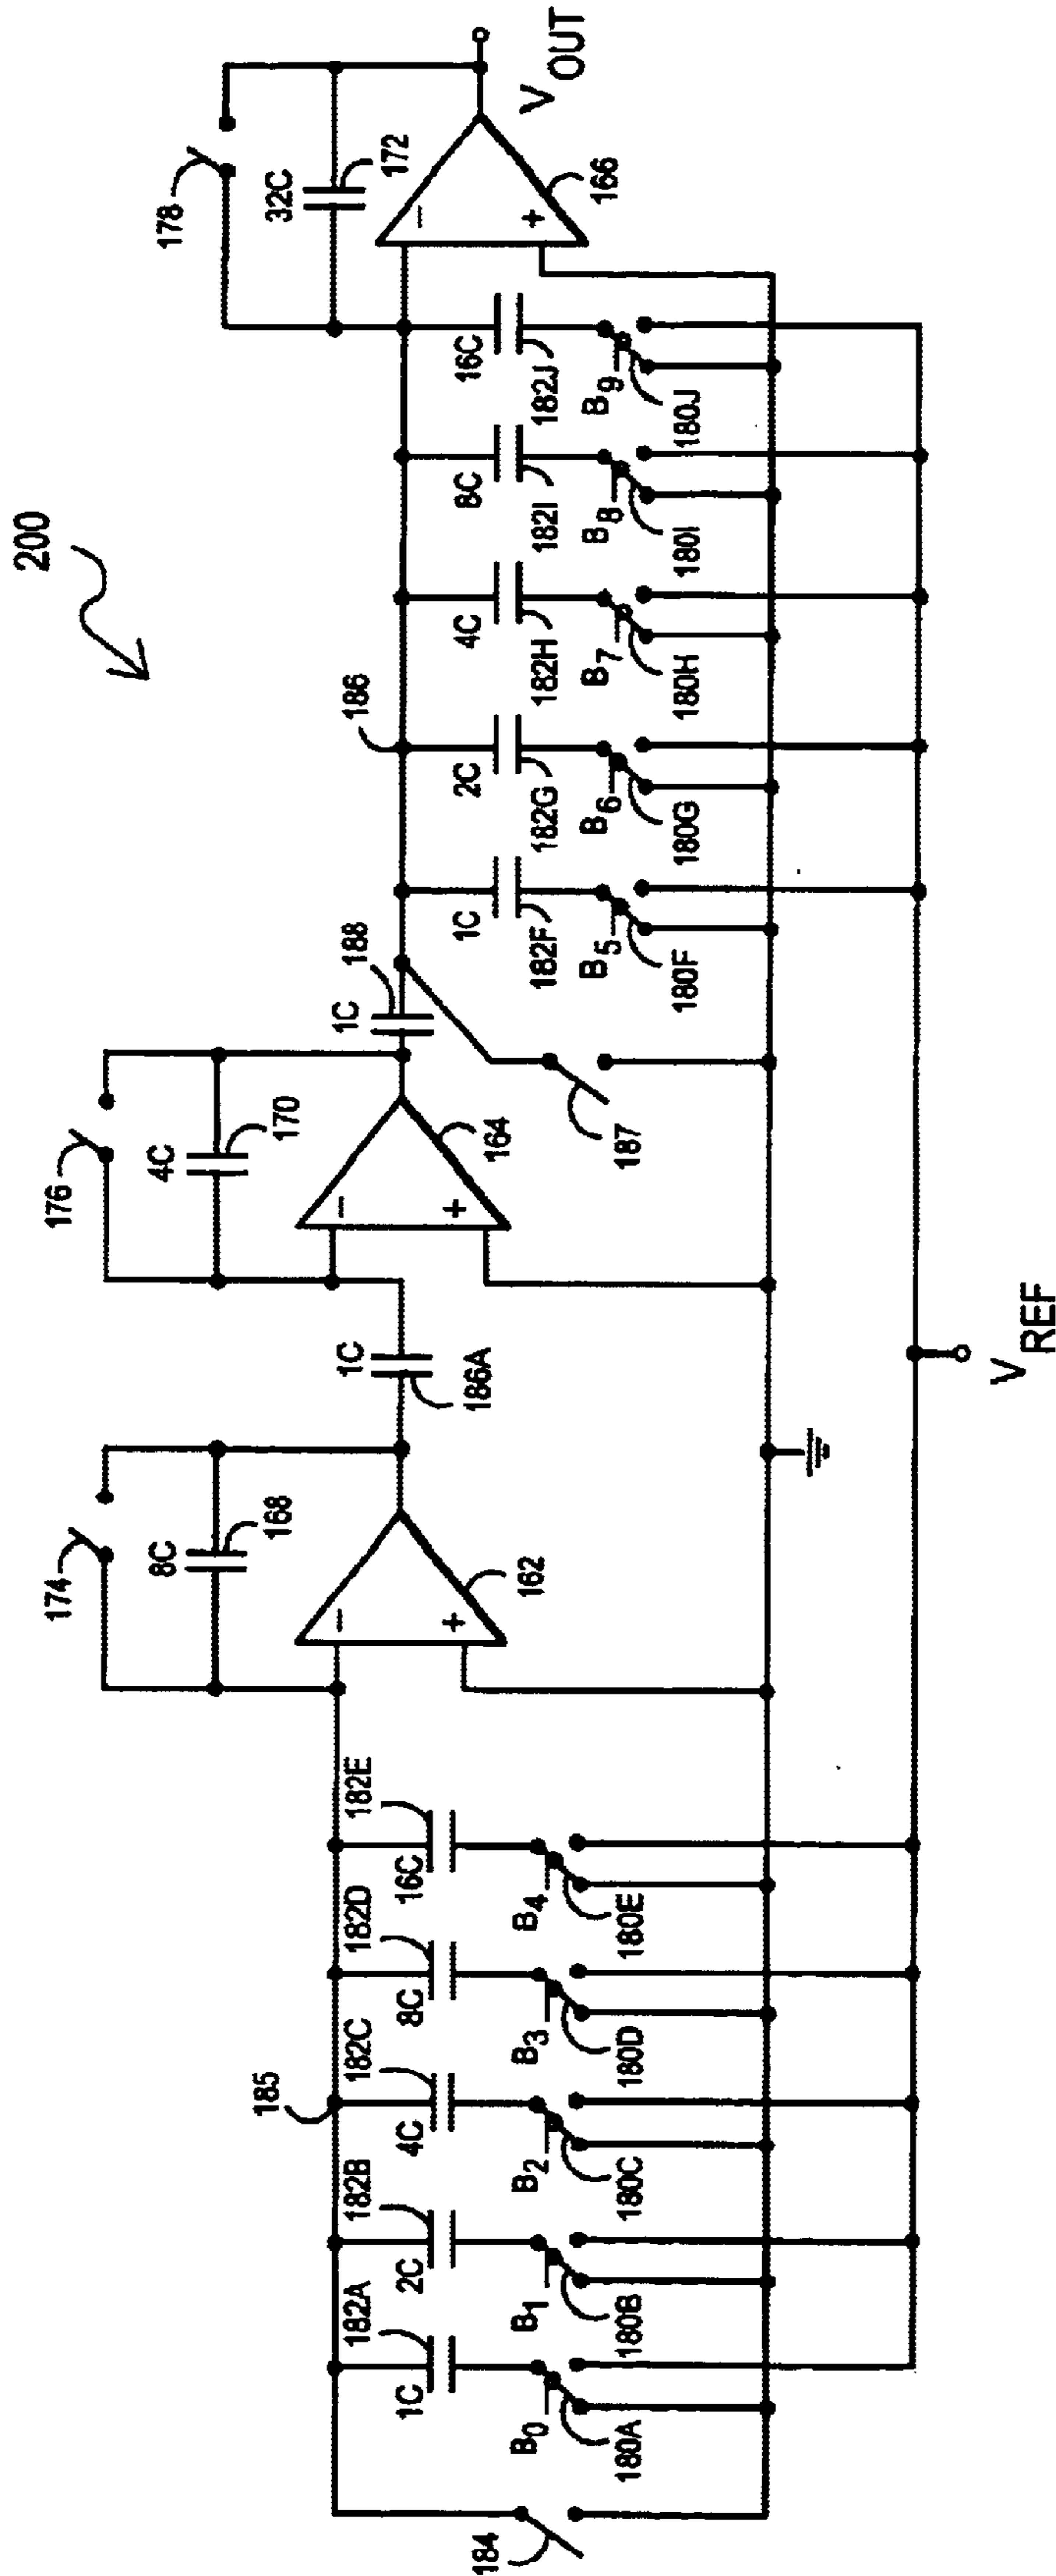 200
174
8C
168
162
−
+
176
4C
170
164
−
+
178
32C
172
166
−
+
V OUT
185
182A
182B
182C
182D
182E
1C
2C
4C
8C
16C
B0
B1
B2
B3
B4
180A
180B
180C
180D
180E
184
1C
186A
1C
188
187
186
1C
2C
4C
8C
16C
182F
182G
182H
182I
182J
B5
B6
B7
B8
B9
180F
180G
180H
180I
180J
V REF